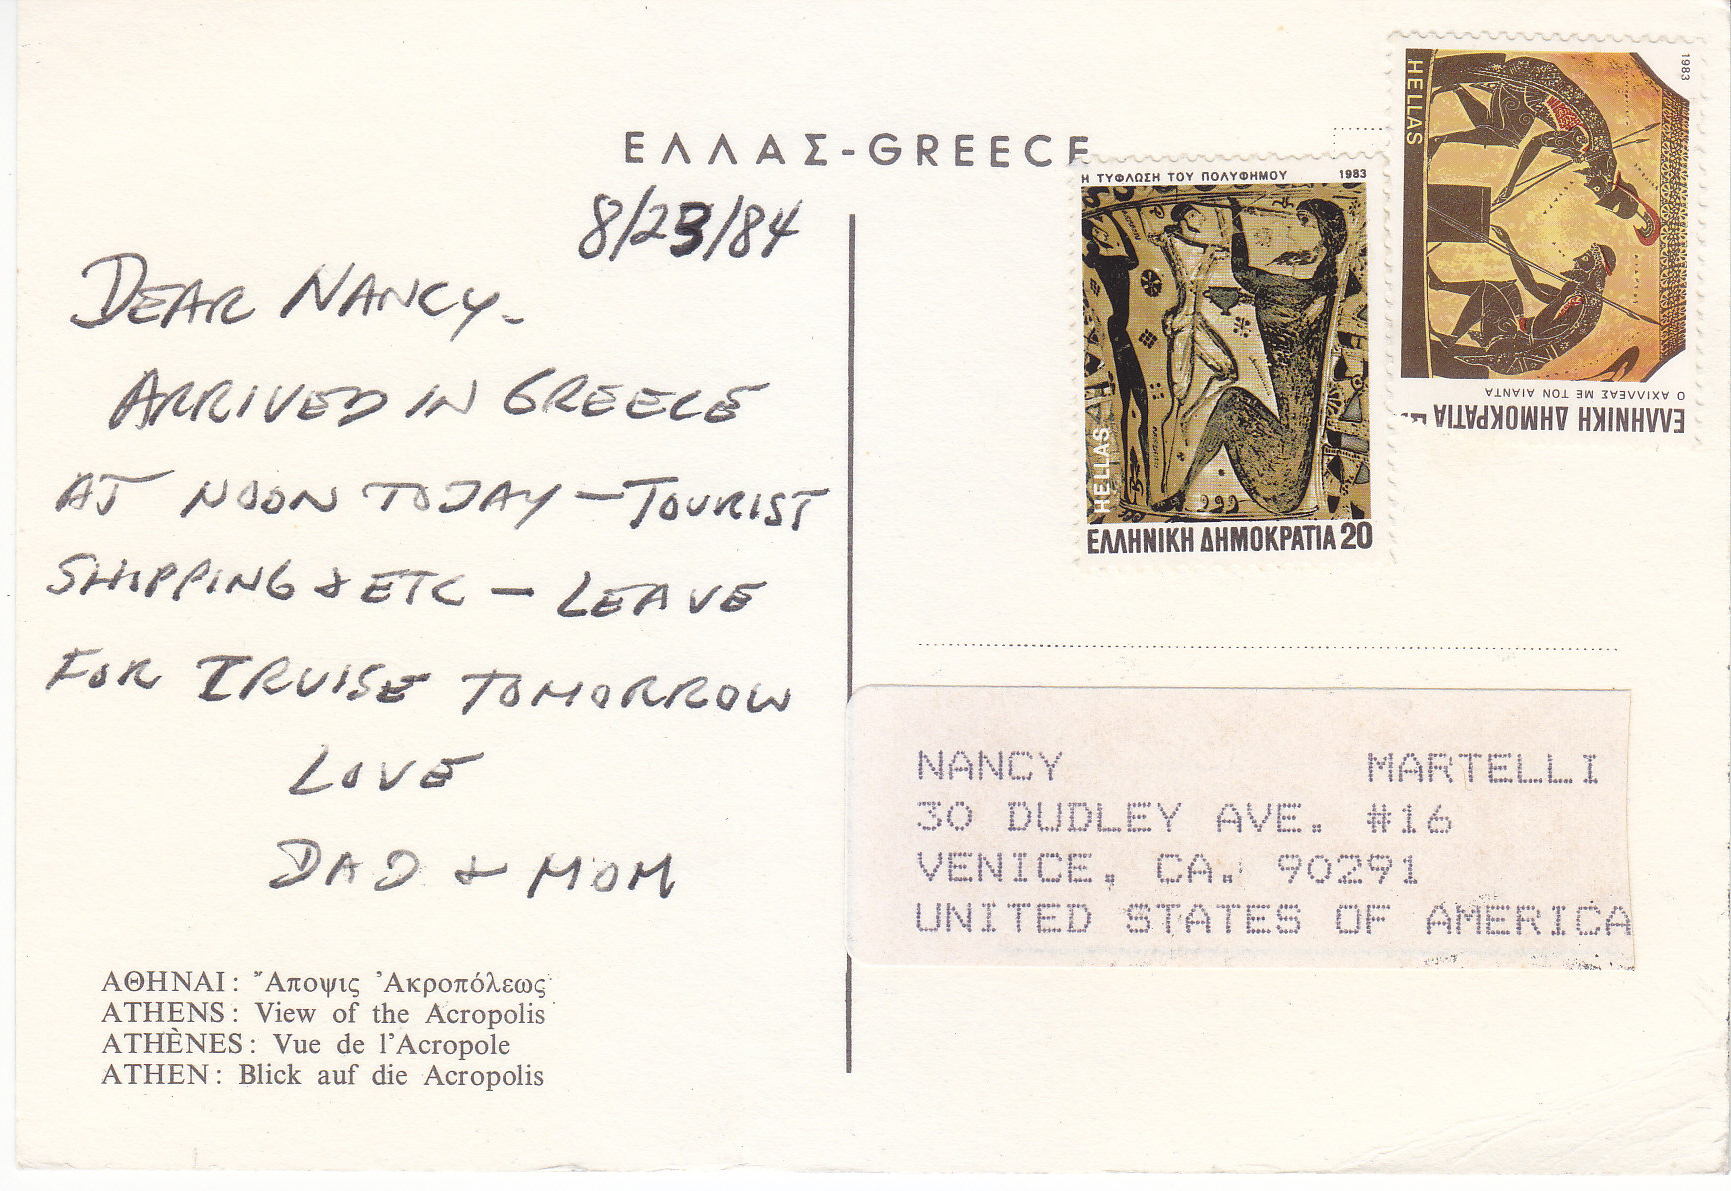 ΕΛΛΑΣ-GREECE
8/23/84
DEAR NANCY-
ARRIVED IN GREECE
AT NOON TODAY - TOURIST
SHIPPING & ETC - LEAVE
FOR CRUISE TOMORROW
LOVE
DAD & MOM
ΑΘΗΝΑΙ: Ἄποψις Ἀκροπόλεως
ATHENS: View of the Acropolis
ATHÈNES: Vue de l'Acropole
ATHEN: Blick auf die Acropolis
Η ΤΥΦΛΩΣΗ ΤΟΥ ΠΟΛΥΦΗΜΟΥ 1983
HELLAS
ΕΛΛΗΝΙΚΗ ΔΗΜΟΚΡΑΤΙΑ 20
1983
HELLAS
Ο ΑΧΙΛΛΕΑΣ ΜΕ ΤΟΝ ΑΙΑΝΤΑ
ΕΛΛΗΝΙΚΗ ΔΗΜΟΚΡΑΤΙΑ
NANCY MARTELLI
30 DUDLEY AVE. #16
VENICE, CA. 90291
UNITED STATES OF AMERICA